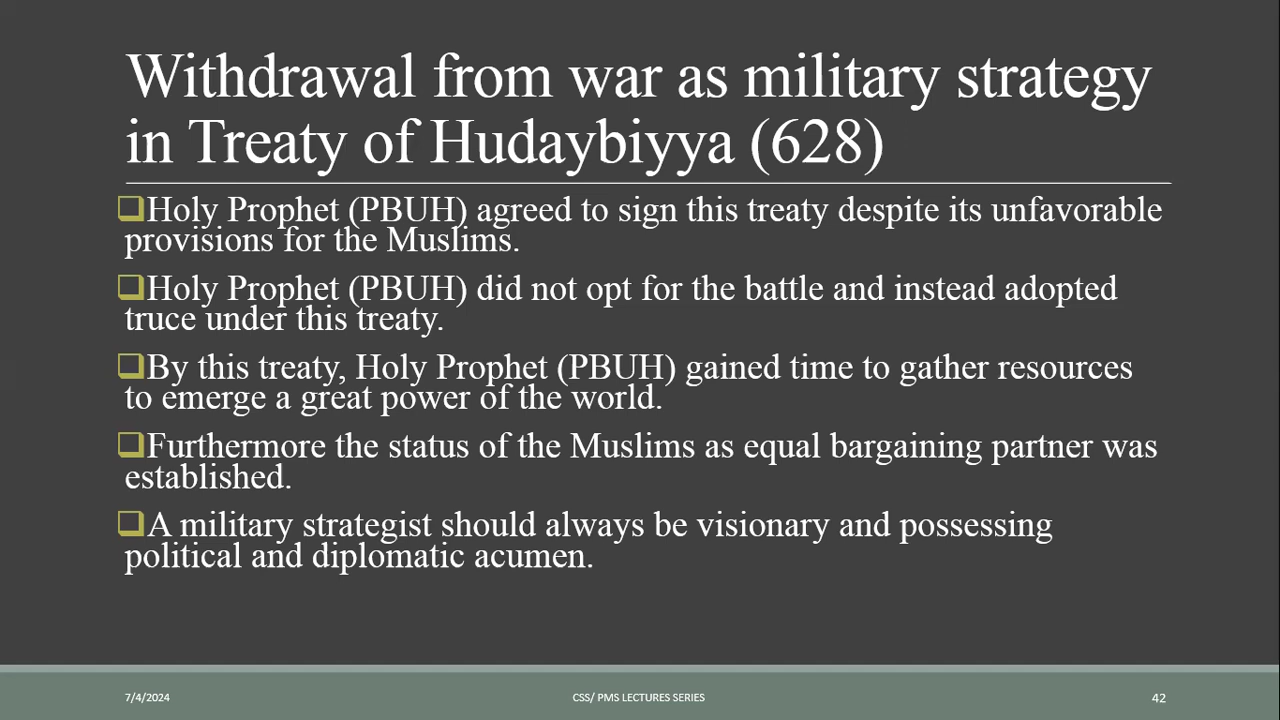 Withdrawal from war as military strategy
in Treaty of Hudaybiyya (628)
❑Holy Prophet (PBUH) agreed to sign this treaty despite its unfavorable
provisions for the Muslims.
❑Holy Prophet (PBUH) did not opt for the battle and instead adopted
truce under this treaty.
❑By this treaty, Holy Prophet (PBUH) gained time to gather resources
to emerge a great power of the world.
❑Furthermore the status of the Muslims as equal bargaining partner was
established.
❑A military strategist should always be visionary and possessing
political and diplomatic acumen.
7/4/2024
CSS/ PMS LECTURES SERIES
42